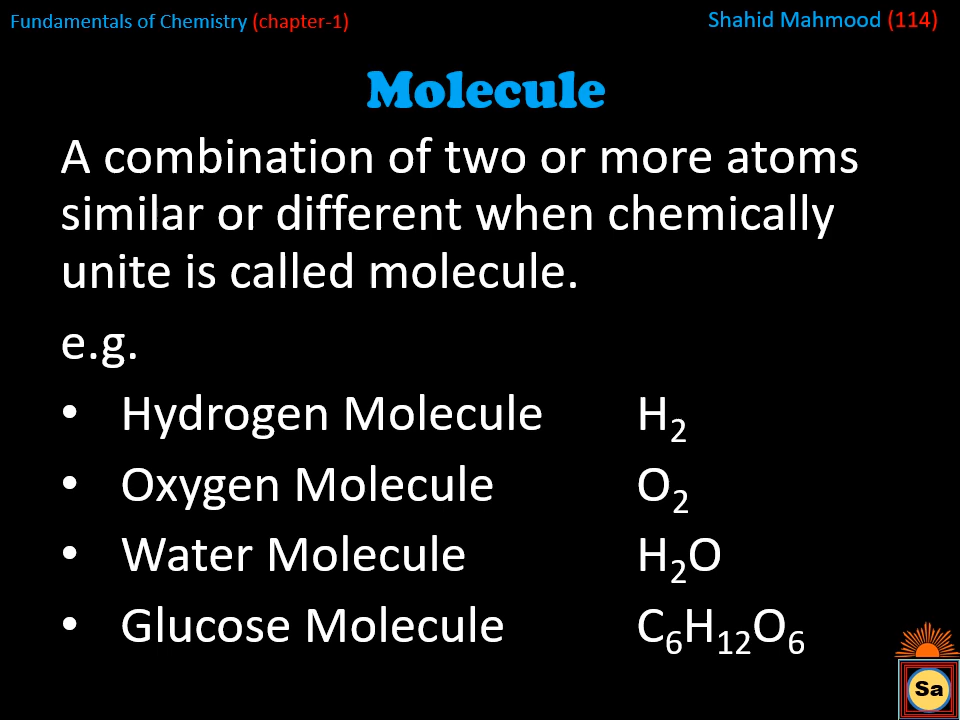 Fundamentals of Chemistry (chapter-1)
Shahid Mahmood (114)
Molecule
A combination of two or more atoms
similar or different when chemically
unite is called molecule.
e.g.
• Hydrogen Molecule H₂
• Oxygen Molecule O₂
• Water Molecule H₂O
• Glucose Molecule C₆H₁₂O₆
Sa